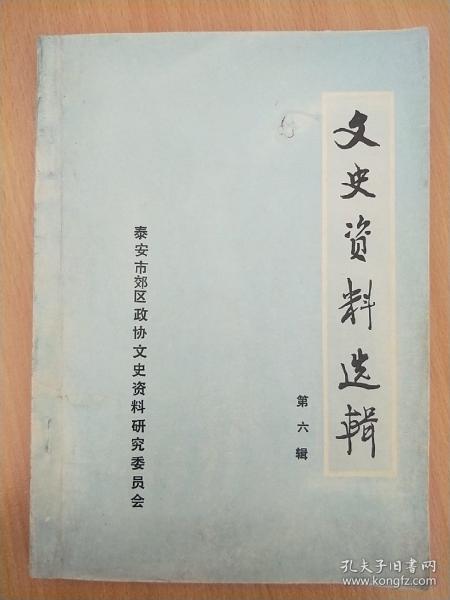 文史资料选辑
第六辑
泰安市郊区政协文史资料研究委员会
孔夫子旧书网
www.kongfz.com